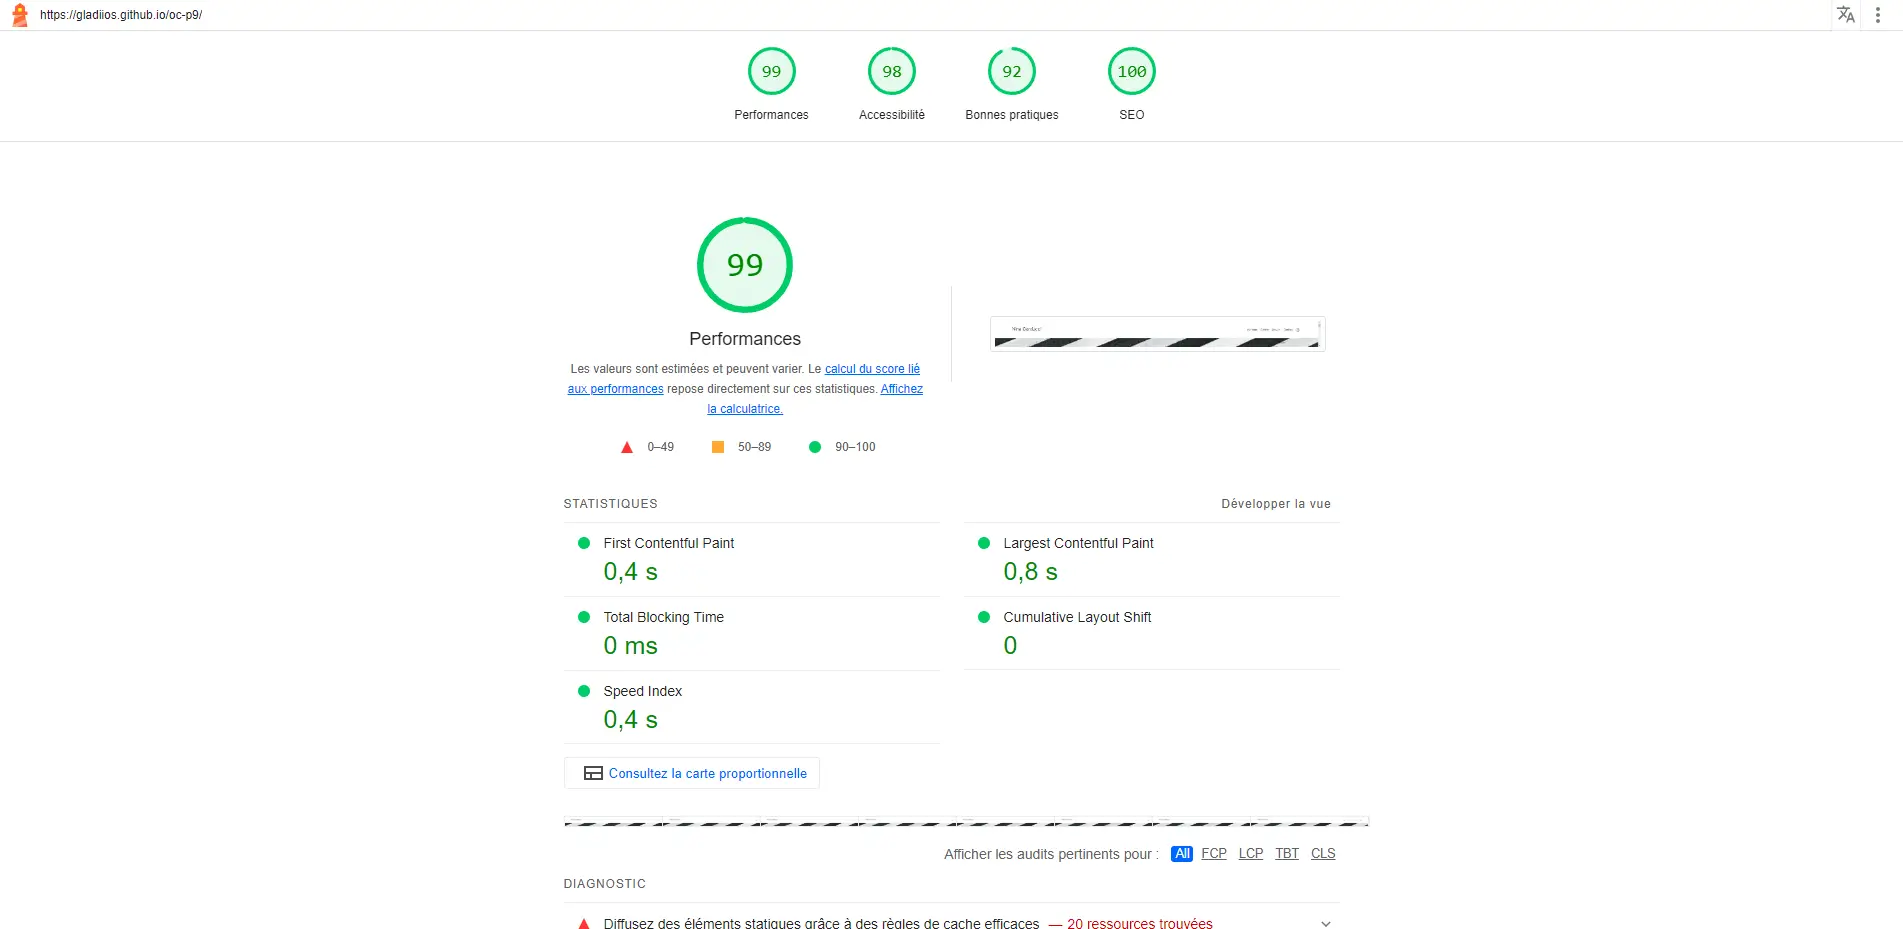 https://gladiios.github.io/oc-p9/
99
98
92
100
Performances
Accessibilité
Bonnes pratiques
SEO
99
Performances
Les valeurs sont estimées et peuvent varier. Le calcul du score lié
aux performances repose directement sur ces statistiques. Affichez
la calculatrice.
0–49
50–89
90–100
STATISTIQUES
Développer la vue
First Contentful Paint
0,4 s
Largest Contentful Paint
0,8 s
Total Blocking Time
0 ms
Cumulative Layout Shift
0
Speed Index
0,4 s
Consultez la carte proportionnelle
Afficher les audits pertinents pour : All FCP LCP TBT CLS
DIAGNOSTIC
Diffusez des éléments statiques grâce à des règles de cache efficaces — 20 ressources trouvées